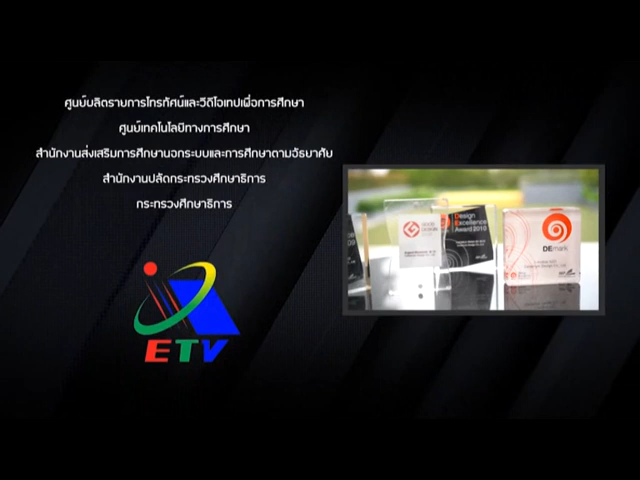 ศูนย์ผลิตรายการโทรทัศน์และวีดิโอเทปเพื่อการศึกษา
ศูนย์เทคโนโลยีทางการศึกษา
สำนักงานส่งเสริมการศึกษานอกระบบและการศึกษาตามอัธยาศัย
สำนักงานปลัดกระทรวงศึกษาธิการ
กระทรวงศึกษาธิการ
ETV
09
Design
Excellence
Award 2010
DEmark